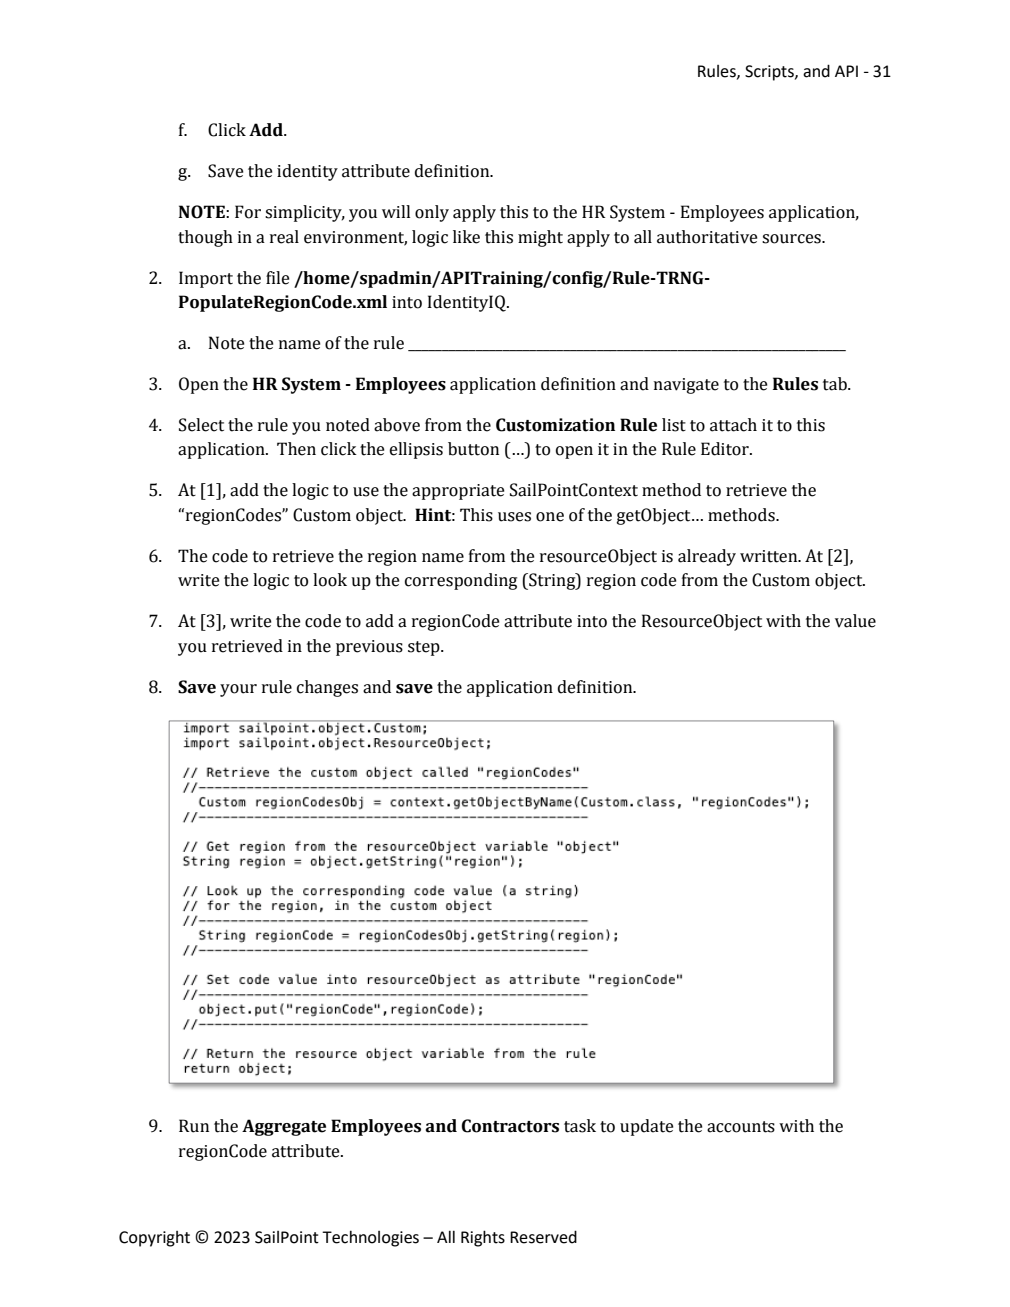 Rules, Scripts, and API - 31
f. Click Add.
g. Save the identity attribute definition.
NOTE: For simplicity, you will only apply this to the HR System - Employees application,
though in a real environment, logic like this might apply to all authoritative sources.
2. Import the file /home/spadmin/APITraining/config/Rule-TRNG-
PopulateRegionCode.xml into IdentityIQ.
a. Note the name of the rule ______________________________________________________
3. Open the HR System - Employees application definition and navigate to the Rules tab.
4. Select the rule you noted above from the Customization Rule list to attach it to this
application.  Then click the ellipsis button (…) to open it in the Rule Editor.
5. At [1], add the logic to use the appropriate SailPointContext method to retrieve the
“regionCodes” Custom object.  Hint: This uses one of the getObject… methods.
6. The code to retrieve the region name from the resourceObject is already written. At [2],
write the logic to look up the corresponding (String) region code from the Custom object.
7. At [3], write the code to add a regionCode attribute into the ResourceObject with the value
you retrieved in the previous step.
8. Save your rule changes and save the application definition.
import sailpoint.object.Custom;
import sailpoint.object.ResourceObject;
// Retrieve the custom object called "regionCodes"
//-------------------------------------------------
Custom regionCodesObj = context.getObjectByName(Custom.class, "regionCodes");
//-------------------------------------------------
// Get region from the resourceObject variable "object"
String region = object.getString("region");
// Look up the corresponding code value (a string)
// for the region, in the custom object
//-------------------------------------------------
String regionCode = regionCodesObj.getString(region);
//-------------------------------------------------
// Set code value into resourceObject as attribute "regionCode"
//-------------------------------------------------
object.put("regionCode",regionCode);
//-------------------------------------------------
// Return the resource object variable from the rule
return object;
9. Run the Aggregate Employees and Contractors task to update the accounts with the
regionCode attribute.
Copyright © 2023 SailPoint Technologies – All Rights Reserved